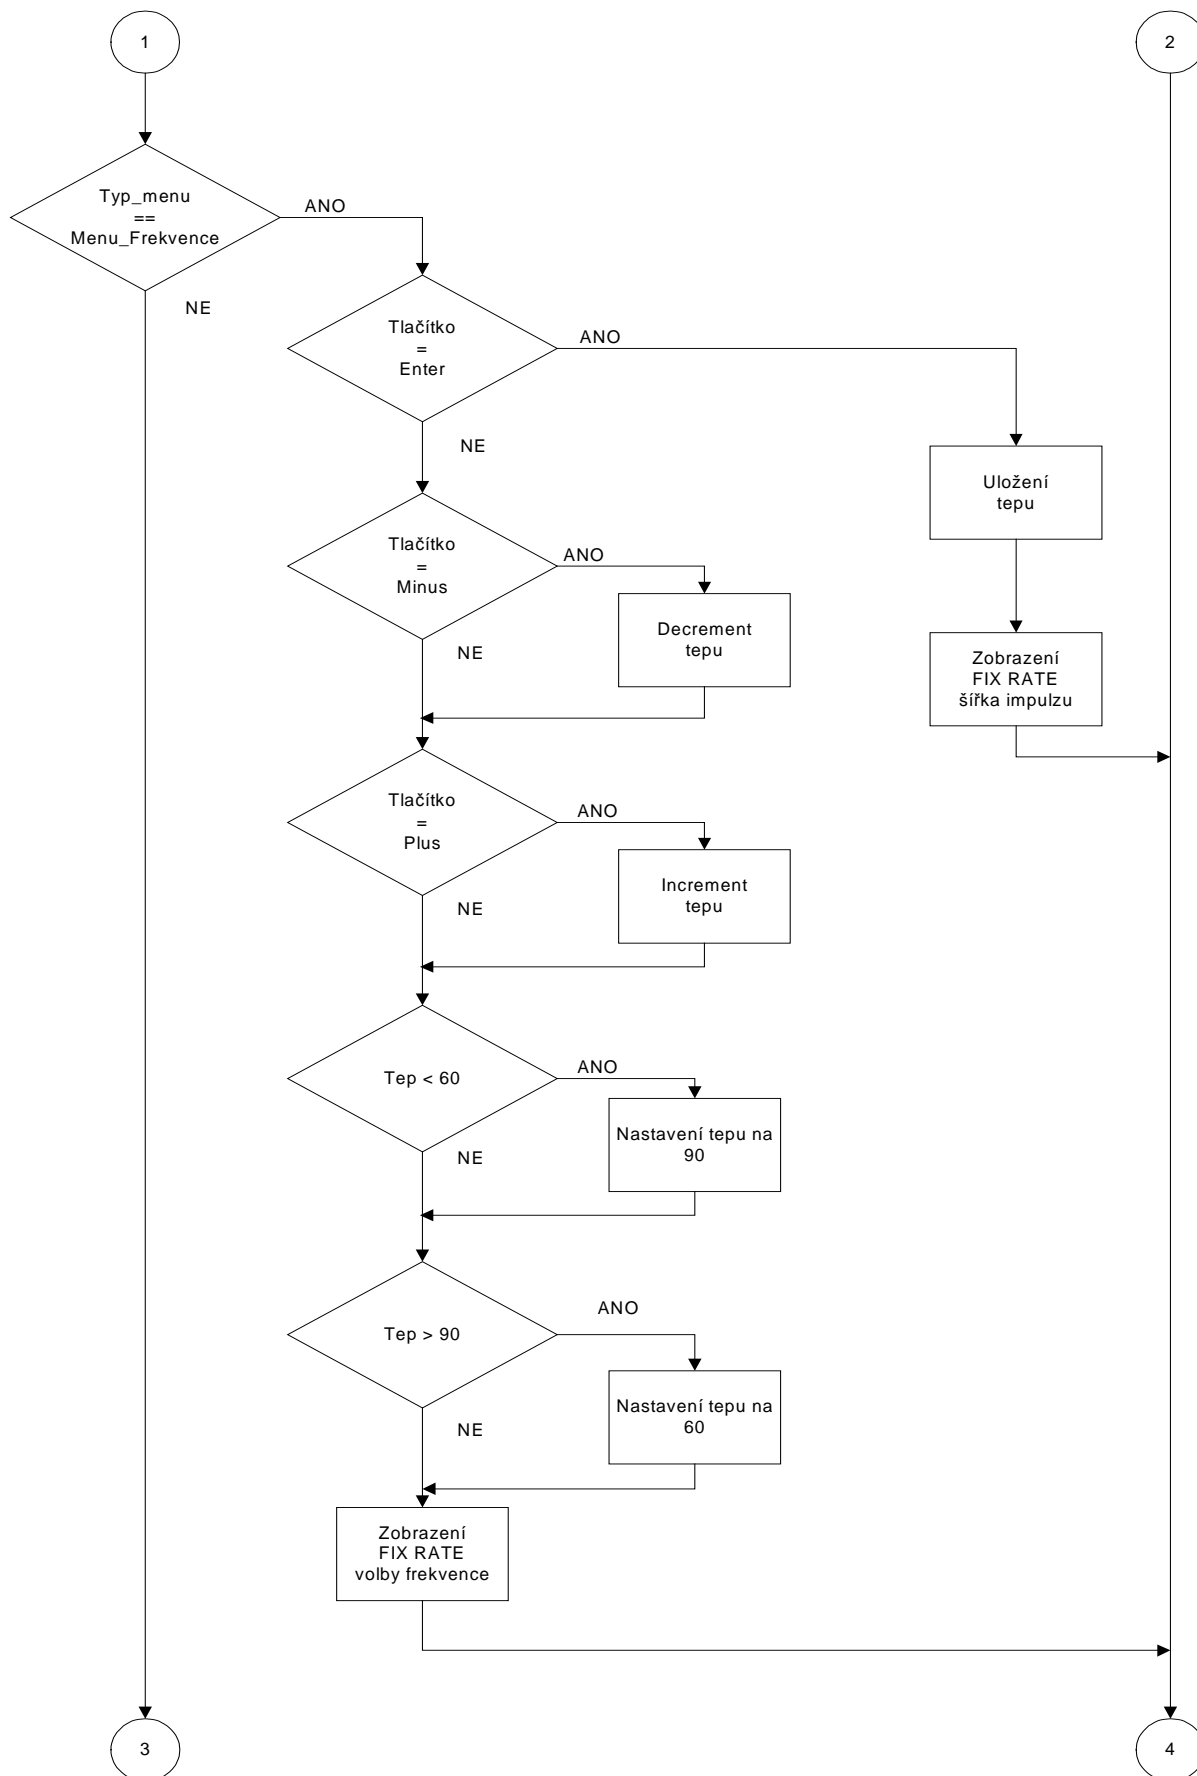 1
2
Typ_menu
==
Menu_Frekvence
ANO
NE
Tlačítko
=
Enter
ANO
NE
Uložení
tepu
Tlačítko
=
Minus
ANO
NE
Decrement
tepu
Zobrazení
FIX RATE
šířka impulzu
Tlačítko
=
Plus
ANO
NE
Increment
tepu
Tep < 60
ANO
NE
Nastavení tepu na
90
Tep > 90
ANO
NE
Nastavení tepu na
60
Zobrazení
FIX RATE
volby frekvence
3
4